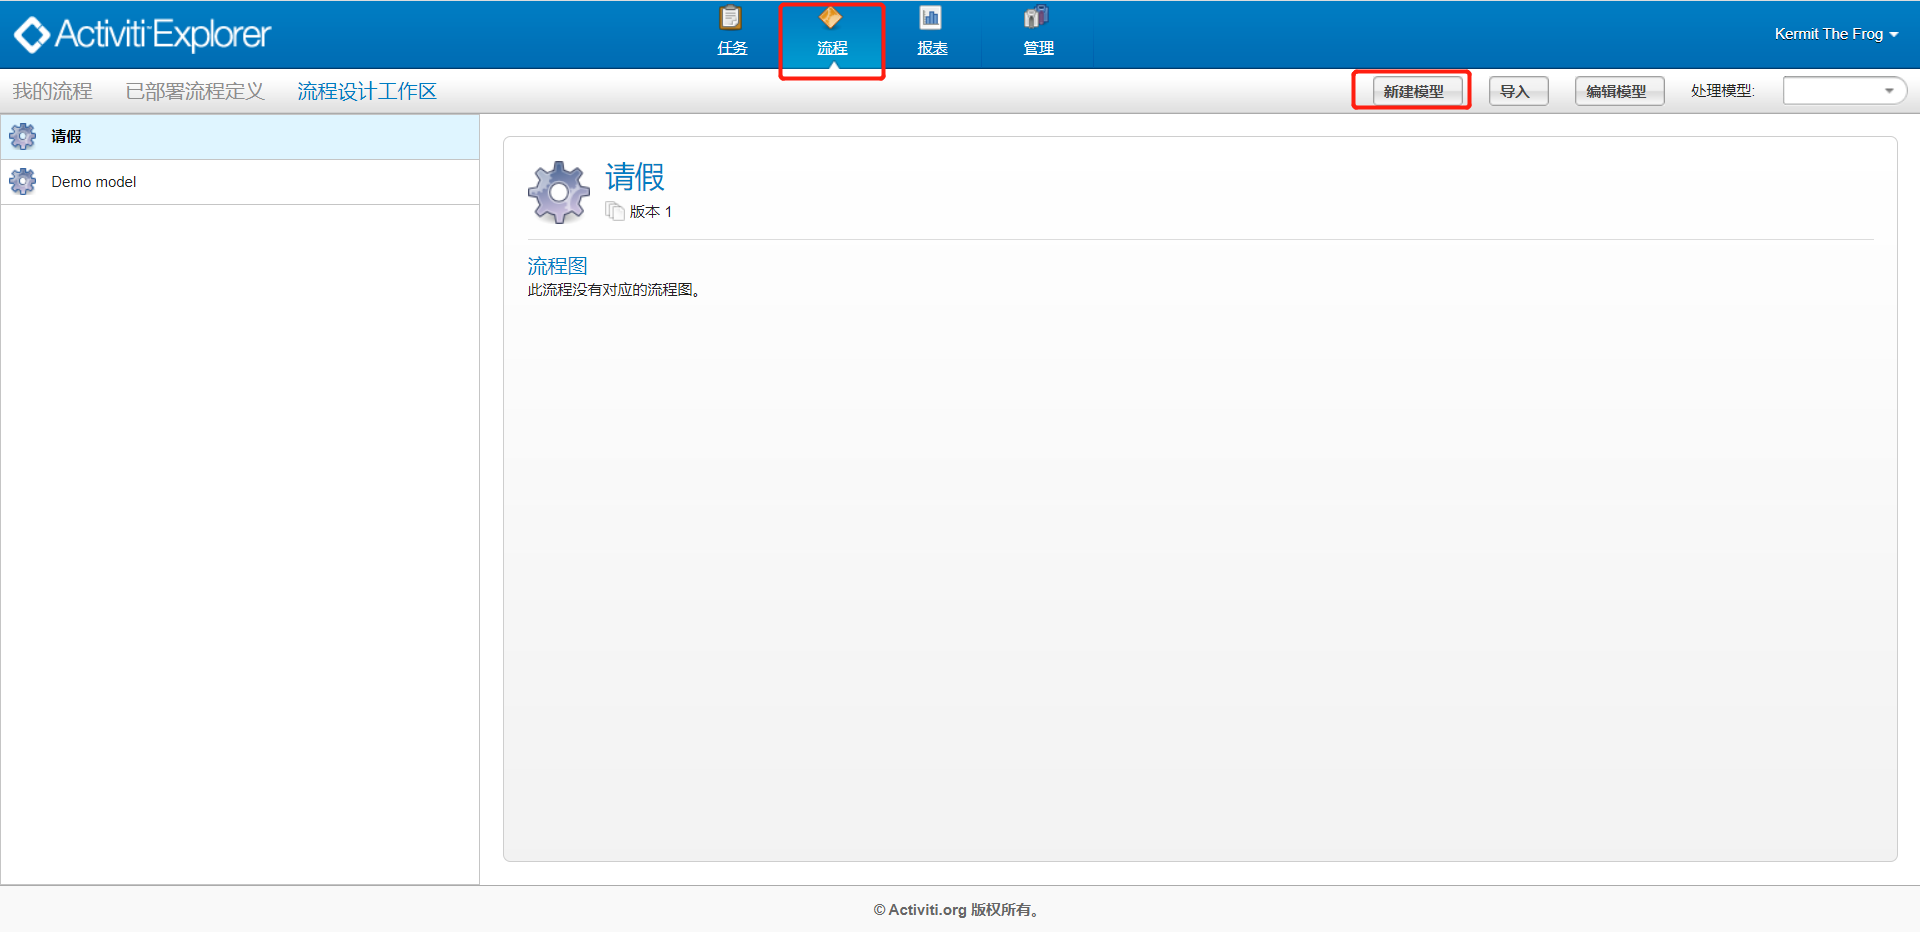 Activiti Explorer
任务
流程
报表
管理
Kermit The Frog
我的流程
已部署流程定义
流程设计工作区
新建模型
导入
编辑模型
处理模型:
请假
Demo model
请假
版本 1
流程图
此流程没有对应的流程图。
© Activiti.org 版权所有。